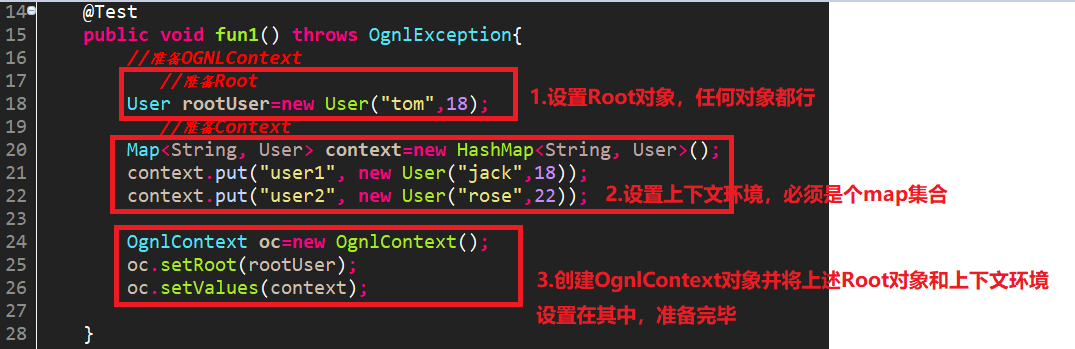 14 @Test
15 public void fun1() throws OgnlException{
16 //准备OGNLContext
17 //准备Root
18 User rootUser=new User("tom",18);
1.设置Root对象，任何对象都行
19 //准备Context
20 Map<String, User> context=new HashMap<String, User>();
21 context.put("user1", new User("jack",18));
22 context.put("user2", new User("rose",22));
2.设置上下文环境，必须是个map集合
23
24 OgnlContext oc=new OgnlContext();
25 oc.setRoot(rootUser);
26 oc.setValues(context);
3.创建OgnlContext对象并将上述Root对象和上下文环境
设置在其中，准备完毕
27
28 }